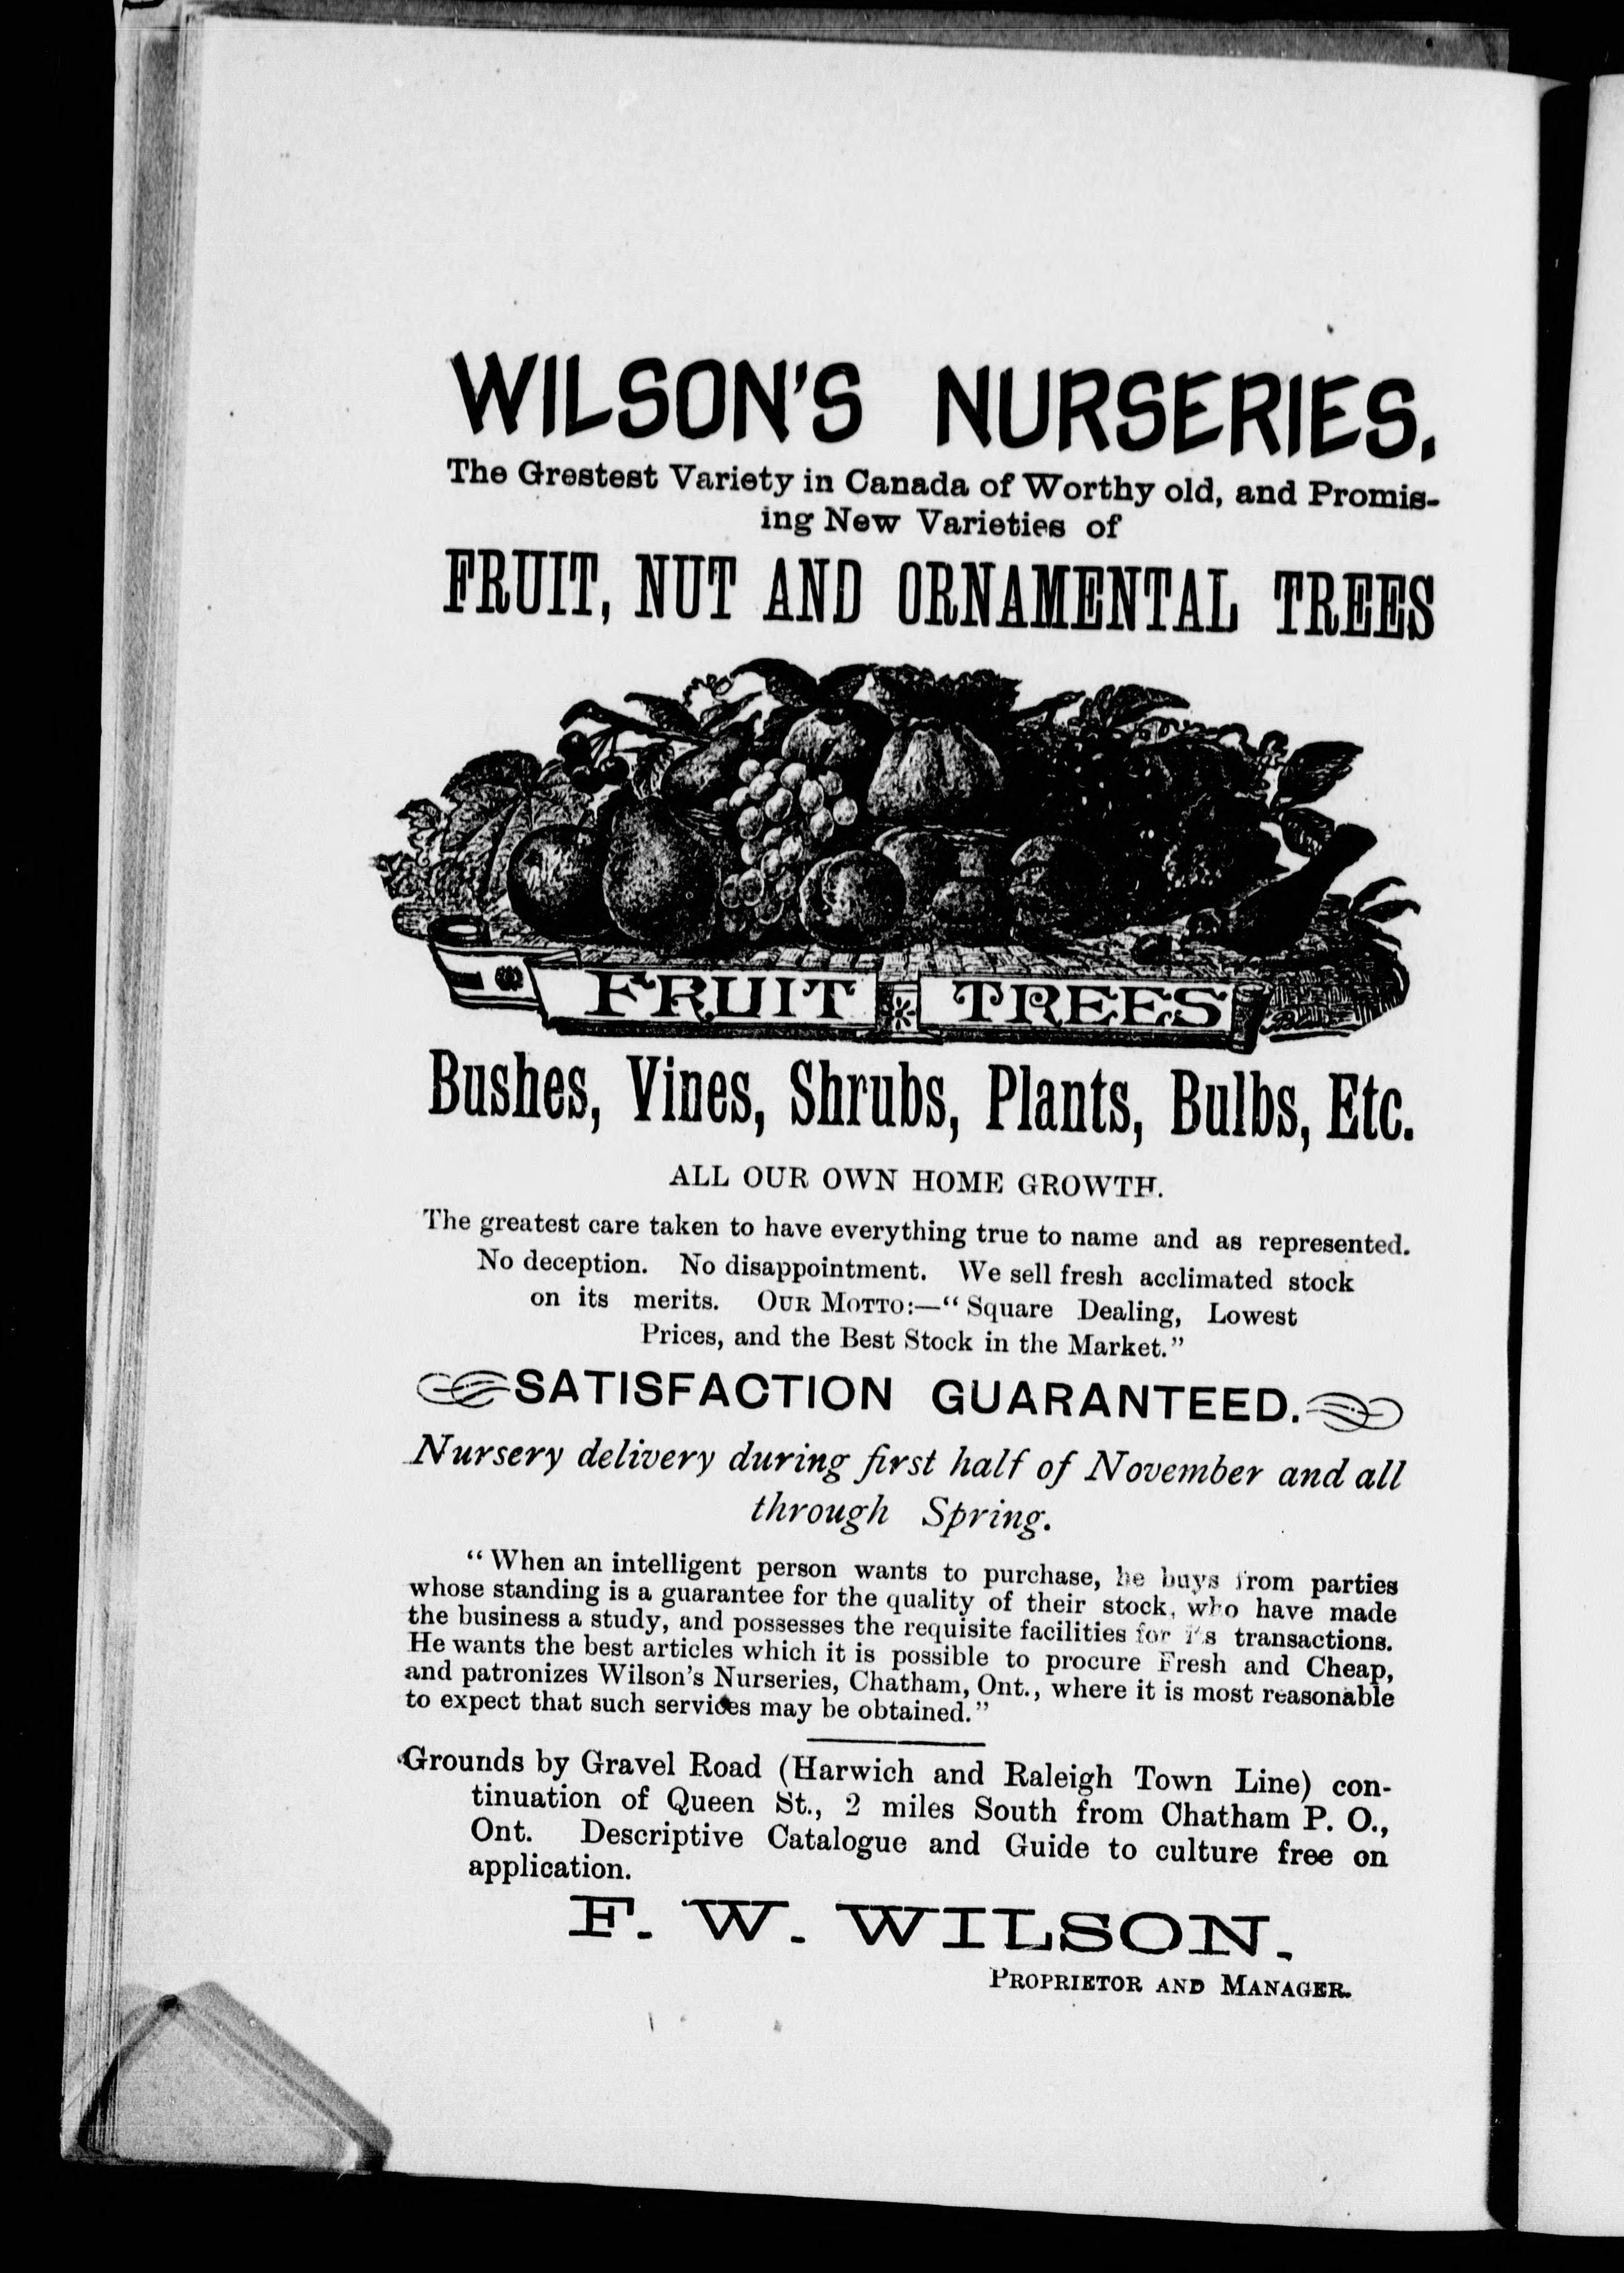 WILSON'S NURSERIES.
The Grestest Variety in Canada of Worthy old, and Promis-
ing New Varieties of
FRUIT, NUT AND ORNAMENTAL TREES
FRUIT TREES
Bushes, Vines, Shrubs, Plants, Bulbs, Etc.
ALL OUR OWN HOME GROWTH.
The greatest care taken to have everything true to name and as represented.
No deception. No disappointment. We sell fresh acclimated stock
on its merits. OUR MOTTO:—“Square Dealing, Lowest
Prices, and the Best Stock in the Market.”
SATISFACTION GUARANTEED.
Nursery delivery during first half of November and all
through Spring.
“When an intelligent person wants to purchase, he buys from parties
whose standing is a guarantee for the quality of their stock, who have made
the business a study, and possesses the requisite facilities for its transactions.
He wants the best articles which it is possible to procure Fresh and Cheap,
and patronizes Wilson's Nurseries, Chatham, Ont., where it is most reasonable
to expect that such services may be obtained.”
Grounds by Gravel Road (Harwich and Raleigh Town Line) con-
tinuation of Queen St., 2 miles South from Chatham P. O.,
Ont. Descriptive Catalogue and Guide to culture free on
application.
F. W. WILSON.
PROPRIETOR AND MANAGER.